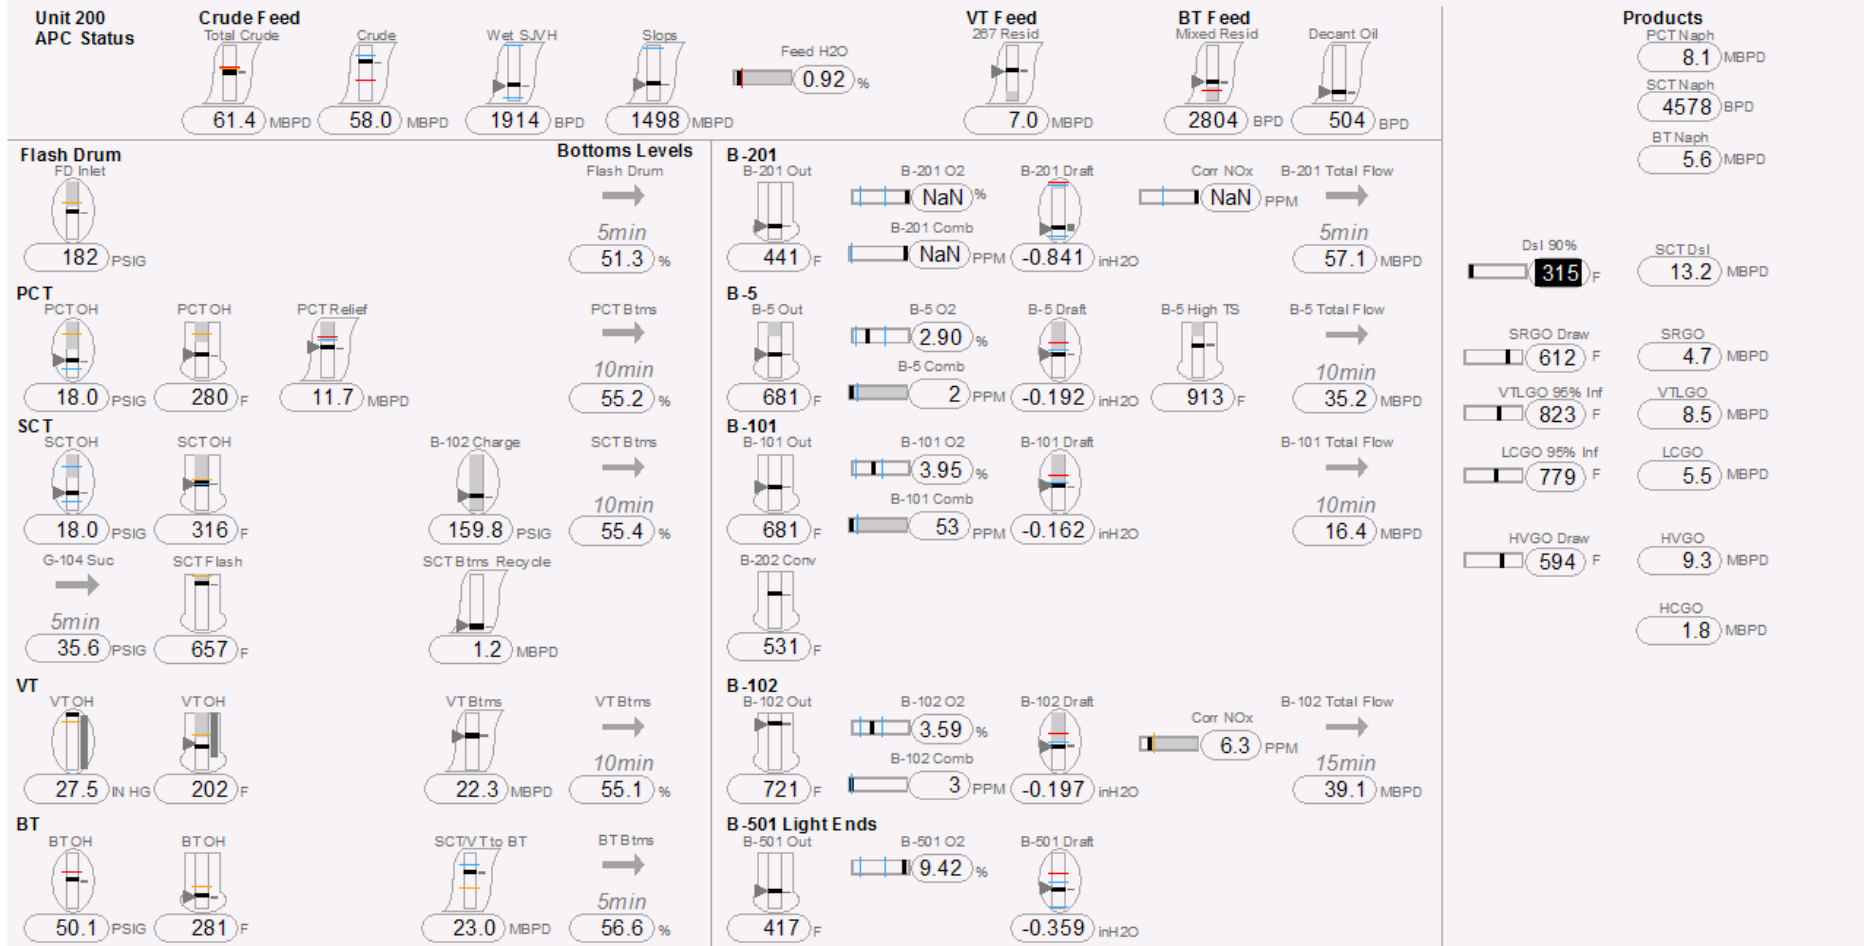 Unit 200
APC Status
Crude Feed
Total Crude
61.4 MBPD
Crude
58.0 MBPD
Wet SJVH
1914 BPD
Slops
1498 MBPD
Feed H2O
0.92 %
VT Feed
267 Resid
7.0 MBPD
BT Feed
Mixed Resid
2804 BPD
Decant Oil
504 BPD
Products
PCT Naph
8.1 MBPD
SCT Naph
4578 BPD
BT Naph
5.6 MBPD
Dsl 90%
315 F
SCT Dsl
13.2 MBPD
SRGO Draw
612 F
SRGO
4.7 MBPD
VTLGO 95% Inf
823 F
VTLGO
8.5 MBPD
LCGO 95% Inf
779 F
LCGO
5.5 MBPD
HVGO Draw
594 F
HVGO
9.3 MBPD
HCGO
1.8 MBPD
Flash Drum
FD Inlet
182 PSIG
Bottoms Levels
Flash Drum
5min
51.3 %
PCT
PCT OH
18.0 PSIG
PCT OH
280 F
PCT Relief
11.7 MBPD
PCT Btms
10min
55.2 %
SCT
SCT OH
18.0 PSIG
SCT OH
316 F
B-102 Charge
159.8 PSIG
SCT Btms
10min
55.4 %
G-104 Suc
5min
35.6 PSIG
SCT Flash
657 F
SCT Btms Recycle
1.2 MBPD
VT
VT OH
27.5 IN HG
VT OH
202 F
VT Btms
22.3 MBPD
VT Btms
10min
55.1 %
BT
BT OH
50.1 PSIG
BT OH
281 F
SCT/VT to BT
23.0 MBPD
BT Btms
5min
56.6 %
B-201
B-201 Out
441 F
B-201 O2
NaN %
B-201 Comb
NaN PPM
B-201 Draft
-0.841 inH2O
Corr NOx
NaN PPM
B-201 Total Flow
5min
57.1 MBPD
B-5
B-5 Out
681 F
B-5 O2
2.90 %
B-5 Comb
2 PPM
B-5 Draft
-0.192 inH2O
B-5 High TS
913 F
B-5 Total Flow
10min
35.2 MBPD
B-101
B-101 Out
681 F
B-101 O2
3.95 %
B-101 Comb
53 PPM
B-101 Draft
-0.162 inH2O
B-101 Total Flow
10min
16.4 MBPD
B-202 Conv
531 F
B-102
B-102 Out
721 F
B-102 O2
3.59 %
B-102 Comb
3 PPM
B-102 Draft
-0.197 inH2O
Corr NOx
6.3 PPM
B-102 Total Flow
15min
39.1 MBPD
B-501 Light Ends
B-501 Out
417 F
B-501 O2
9.42 %
B-501 Draft
-0.359 inH2O